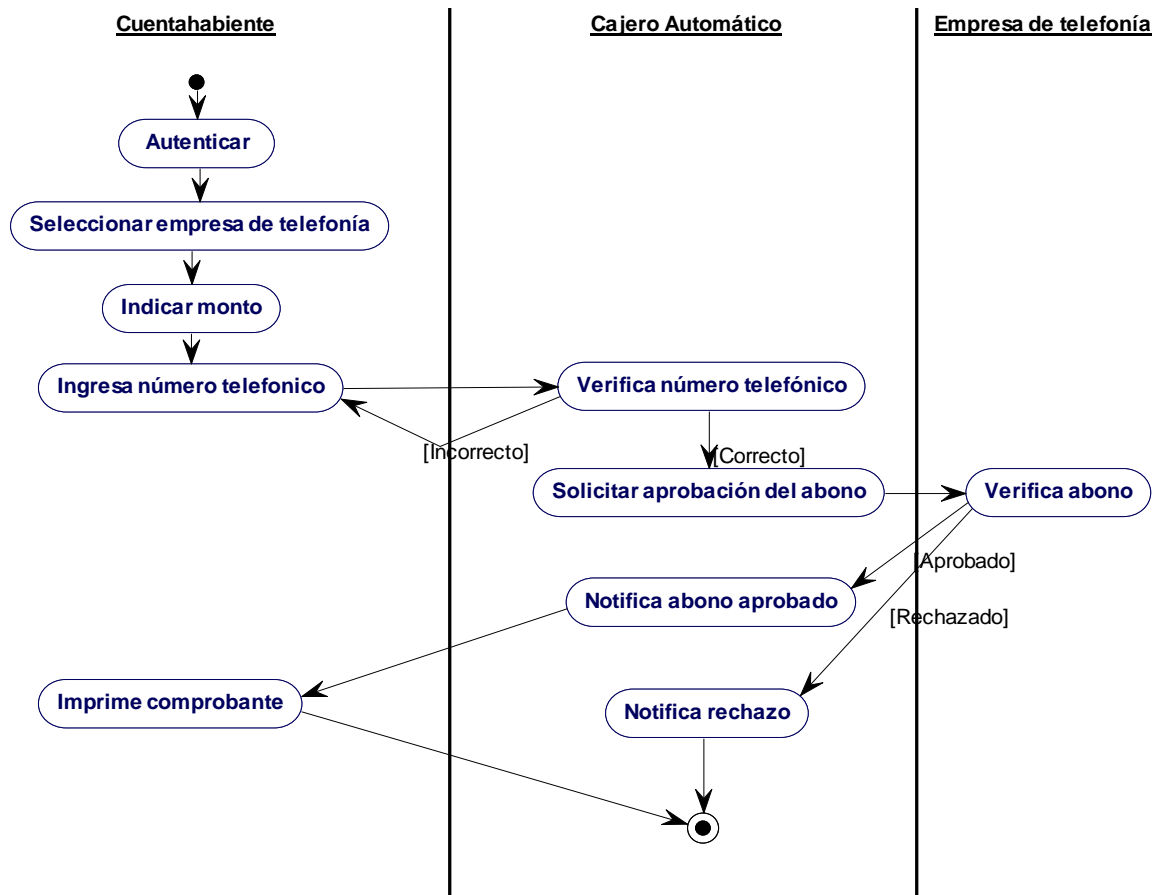 Cuentahabiente
Cajero Automático
Empresa de telefonía
Autenticar
Seleccionar empresa de telefonía
Indicar monto
Ingresa número telefonico
Verifica número telefónico
[Incorrecto]
[Correcto]
Solicitar aprobación del abono
Verifica abono
[Aprobado]
Notifica abono aprobado
[Rechazado]
Imprime comprobante
Notifica rechazo